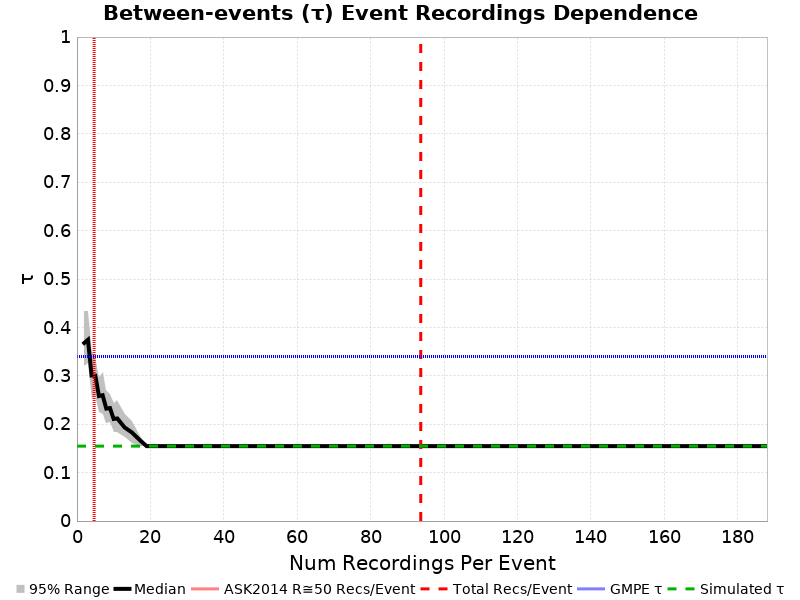 Between-events (τ) Event Recordings Dependence
1
0.9
0.8
0.7
0.6
0.5
0.4
0.3
0.2
0.1
0
τ
0 20 40 60 80 100 120 140 160 180
Num Recordings Per Event
95% Range Median ASK2014 R≅50 Recs/Event Total Recs/Event GMPE τ Simulated τ